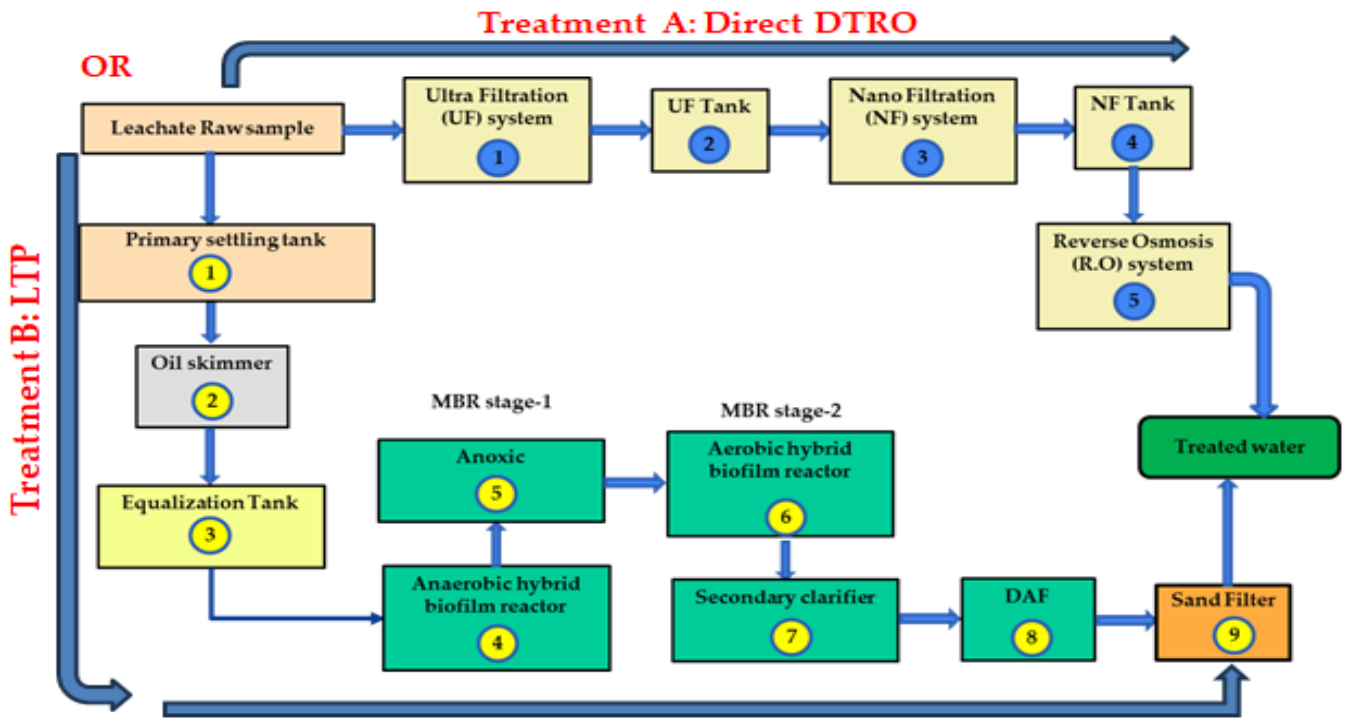 Treatment A: Direct DTRO
OR
Leachate Raw sample
Ultra Filtration
(UF) system
1
UF Tank
2
Nano Filtration
(NF) system
3
NF Tank
4
Reverse Osmosis
(R.O) system
5
Treatment B: LTP
Primary settling tank
1
Oil skimmer
2
Equalization Tank
3
MBR stage-1
Anoxic
5
Anaerobic hybrid
biofilm reactor
4
MBR stage-2
Aerobic hybrid
biofilm reactor
6
Secondary clarifier
7
DAF
8
Sand Filter
9
Treated water